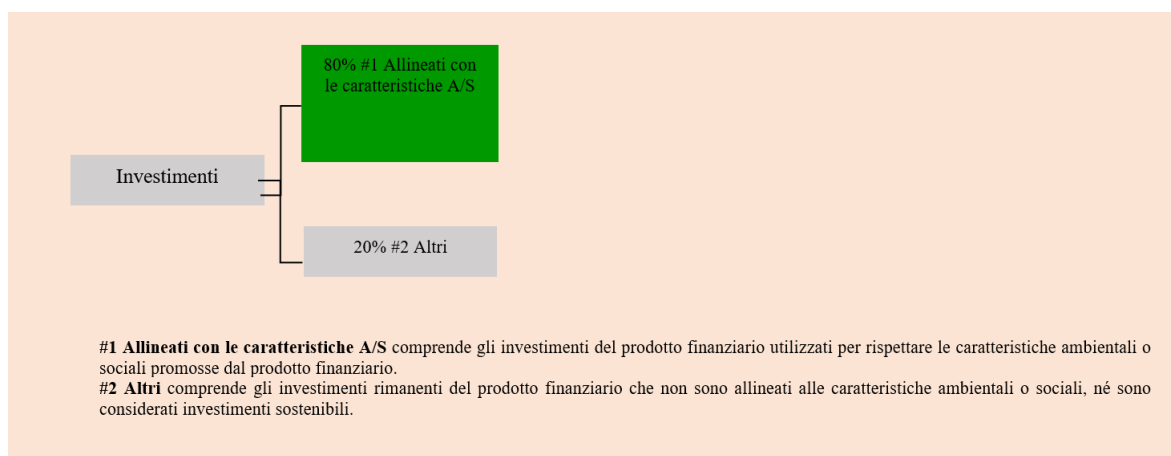 80% #1 Allineati con
le caratteristiche A/S
Investimenti
20% #2 Altri
#1 Allineati con le caratteristiche A/S comprende gli investimenti del prodotto finanziario utilizzati per rispettare le caratteristiche ambientali o
sociali promosse dal prodotto finanziario.
#2 Altri comprende gli investimenti rimanenti del prodotto finanziario che non sono allineati alle caratteristiche ambientali o sociali, né sono
considerati investimenti sostenibili.